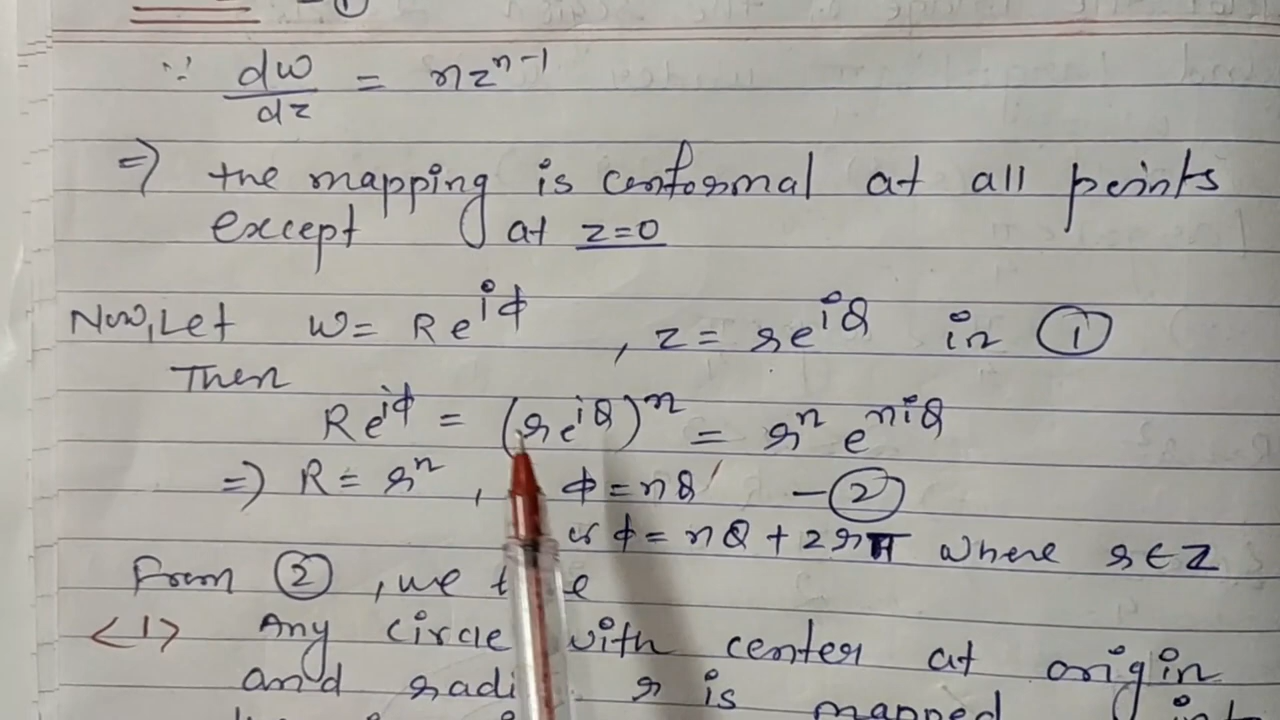 — ①
∵ dw/dz = nz^(n-1)
⇒ the mapping is conformal at all points
except at z=0
Now, Let w = Re^(iφ) , z = re^(iθ) in ①
Then
Re^(iφ) = (re^(iθ))^n = r^n e^(niθ)
⇒ R = r^n , φ = nθ — ②
or φ = nθ + 2rπ where r ∈ Z
From ② , we
<1> Any circle with center at origin
and r is mapped